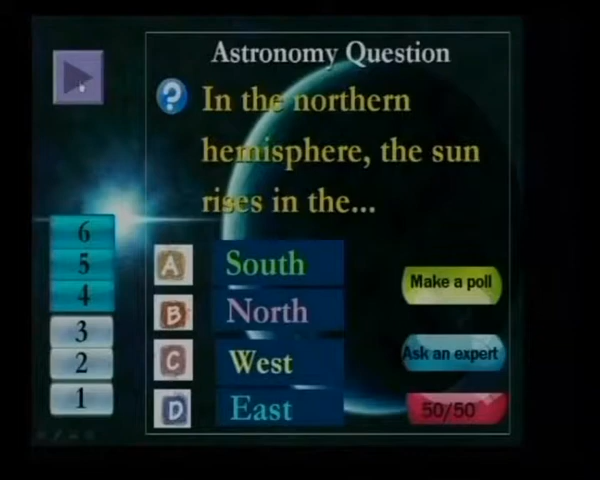 Astronomy Question
?
In the northern
hemisphere, the sun
rises in the...
6
5
4
3
2
1
A South
B North
C West
D East
Make a poll
Ask an expert
50/50